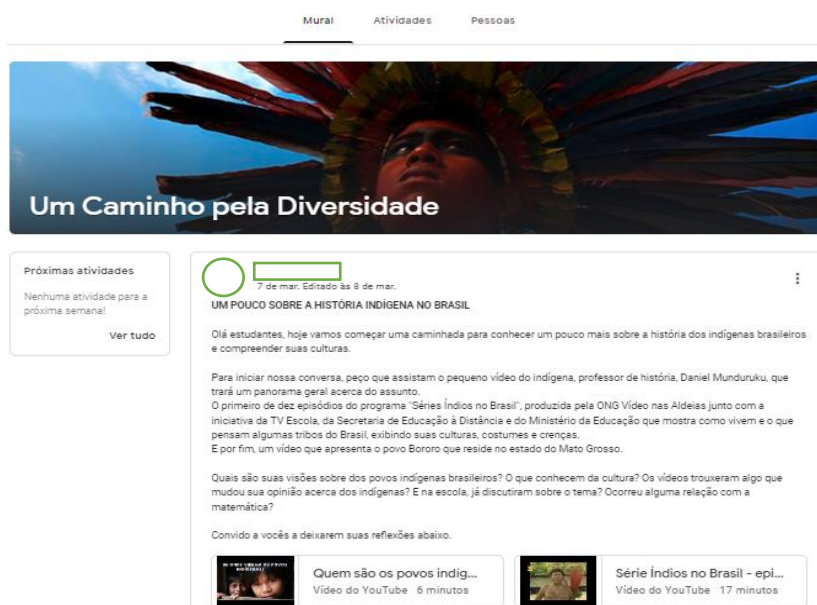 Mural Atividades Pessoas
Um Caminho pela Diversidade
Próximas atividades
Nenhuma atividade para a
próxima semana!
Ver tudo
7 de mar. Editado às 8 de mar.
UM POUCO SOBRE A HISTÓRIA INDÍGENA NO BRASIL
Olá estudantes, hoje vamos começar uma caminhada para conhecer um pouco mais sobre a história dos indígenas brasileiros
e compreender suas culturas.
Para iniciar nossa conversa, peço que assistam o pequeno vídeo do indígena, professor de história, Daniel Munduruku, que
trará um panorama geral acerca do assunto.
O primeiro de dez episódios do programa "Séries Índios no Brasil", produzida pela ONG Vídeo nas Aldeias junto com a
iniciativa da TV Escola, da Secretaria de Educação à Distância e do Ministério da Educação que mostra como vivem e o que
pensam algumas tribos do Brasil, exibindo suas culturas, costumes e crenças.
E por fim, um vídeo que apresenta o povo Bororo que reside no estado do Mato Grosso.
Quais são suas visões sobre dos povos indígenas brasileiros? O que conhecem da cultura? Os vídeos trouxeram algo que
mudou sua opinião acerca dos indígenas? E na escola, já discutiram sobre o tema? Ocorreu alguma relação com a
matemática?
Convido a vocês a deixarem suas reflexões abaixo.
Quem são os povos indíg...
Vídeo do YouTube 6 minutos
Série Índios no Brasil - epi...
Vídeo do YouTube 17 minutos